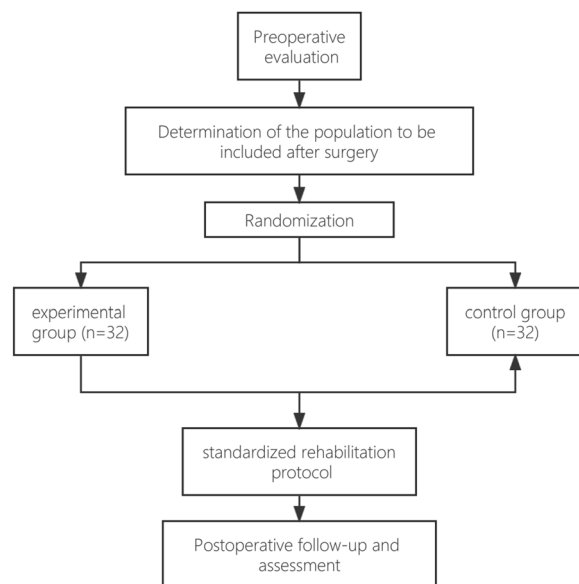 Preoperative
evaluation
Determination of the population to be
included after surgery
Randomization
experimental
group (n=32)
control group
(n=32)
standardized rehabilitation
protocol
Postoperative follow-up and
assessment